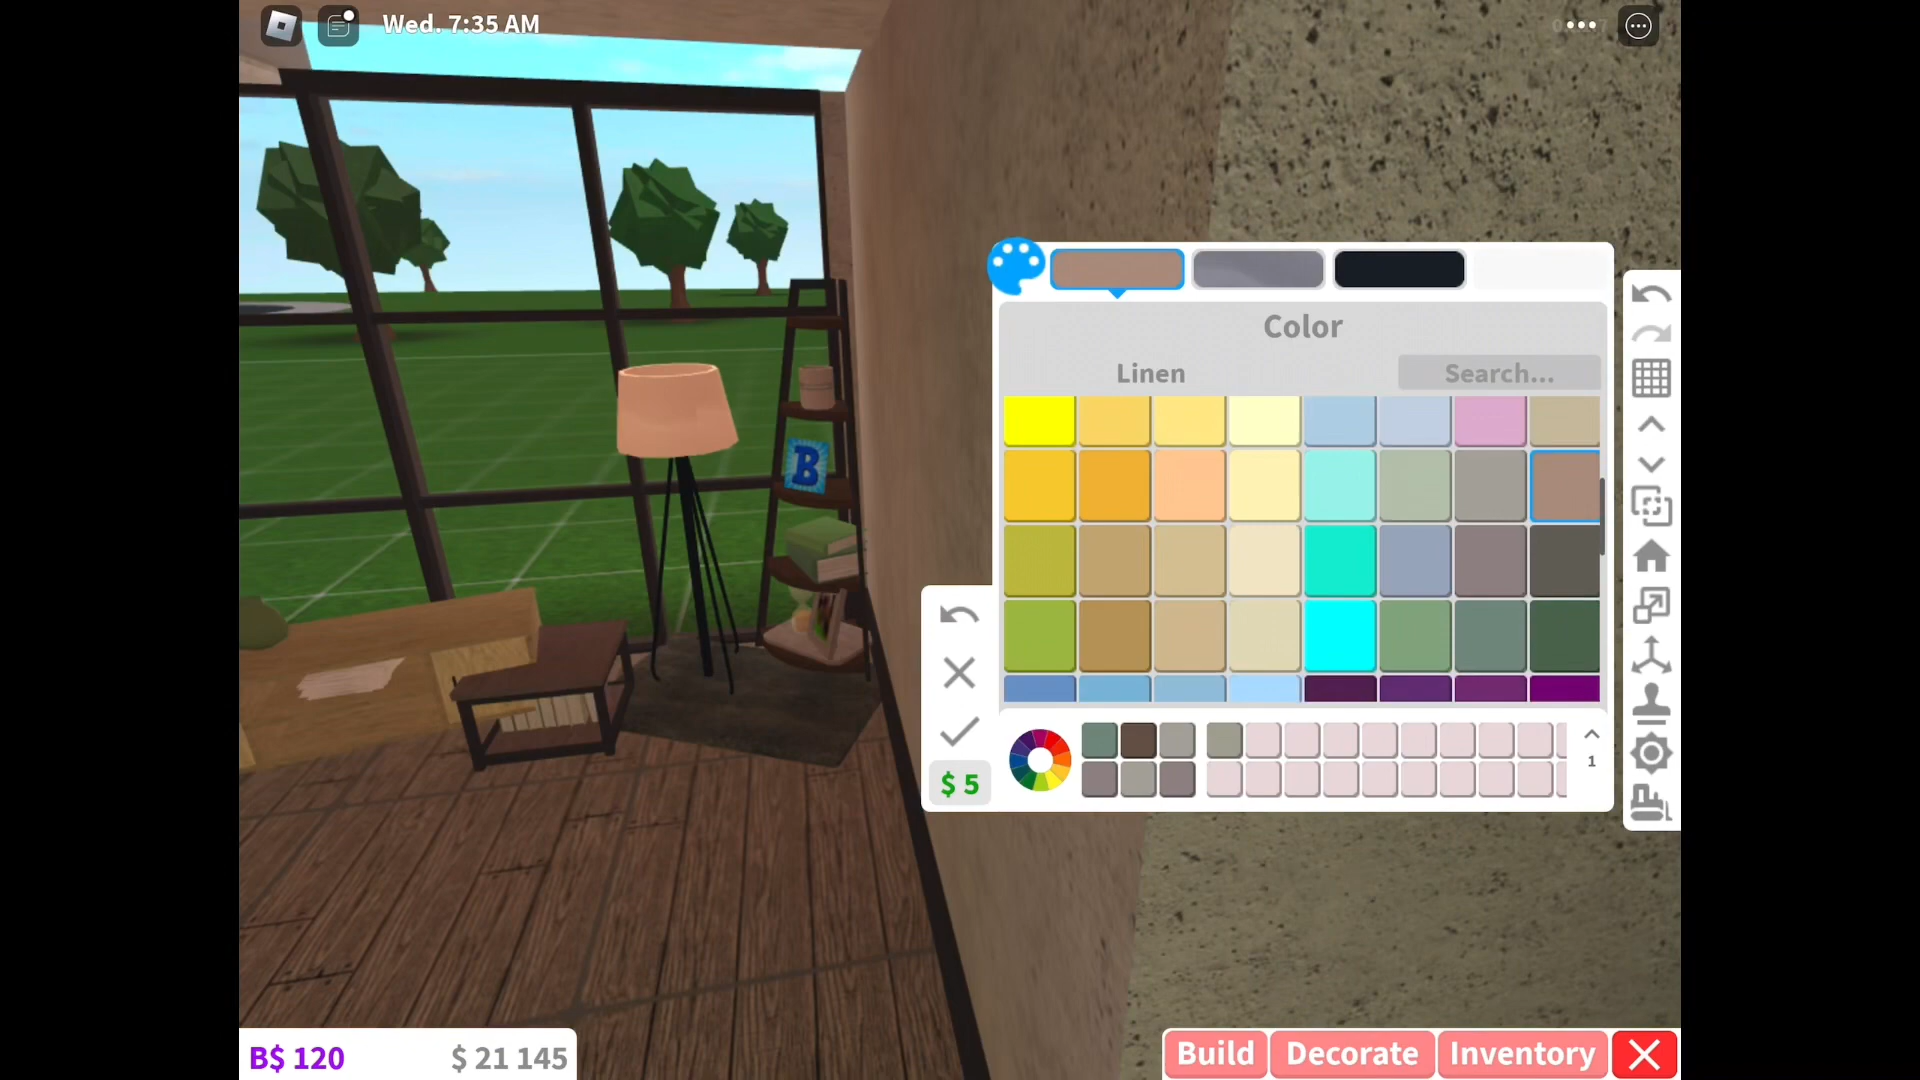 Wed. 7:35 AM
Color
Linen
Search...
B
$ 5
1
B$ 120
$ 21 145
Build
Decorate
Inventory